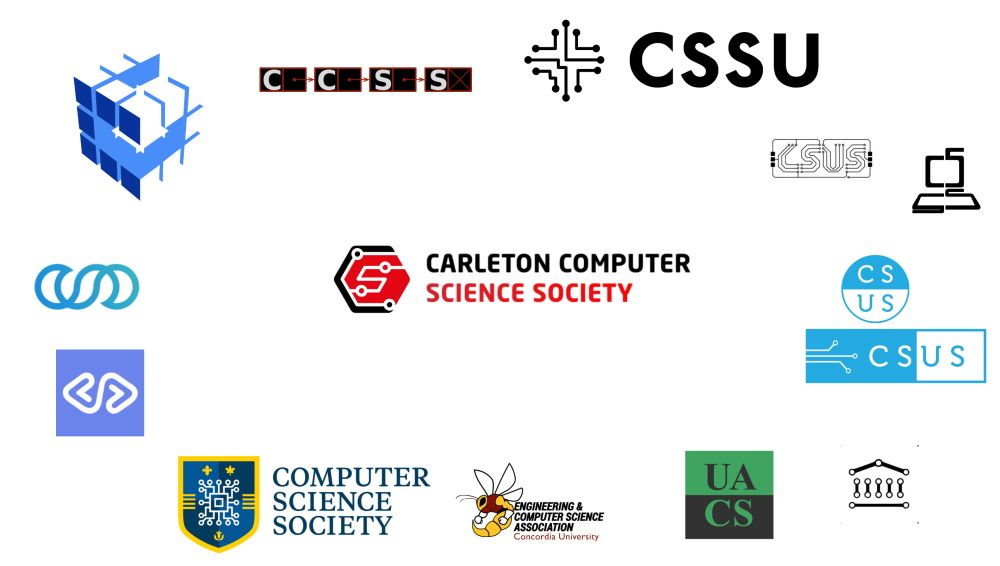 CSSU
CCSS
CSUS
CARLETON COMPUTER
SCIENCE SOCIETY
CS
US
CSUS
COMPUTER
SCIENCE
SOCIETY
ENGINEERING &
COMPUTER SCIENCE
ASSOCIATION
Concordia University
UA
CS